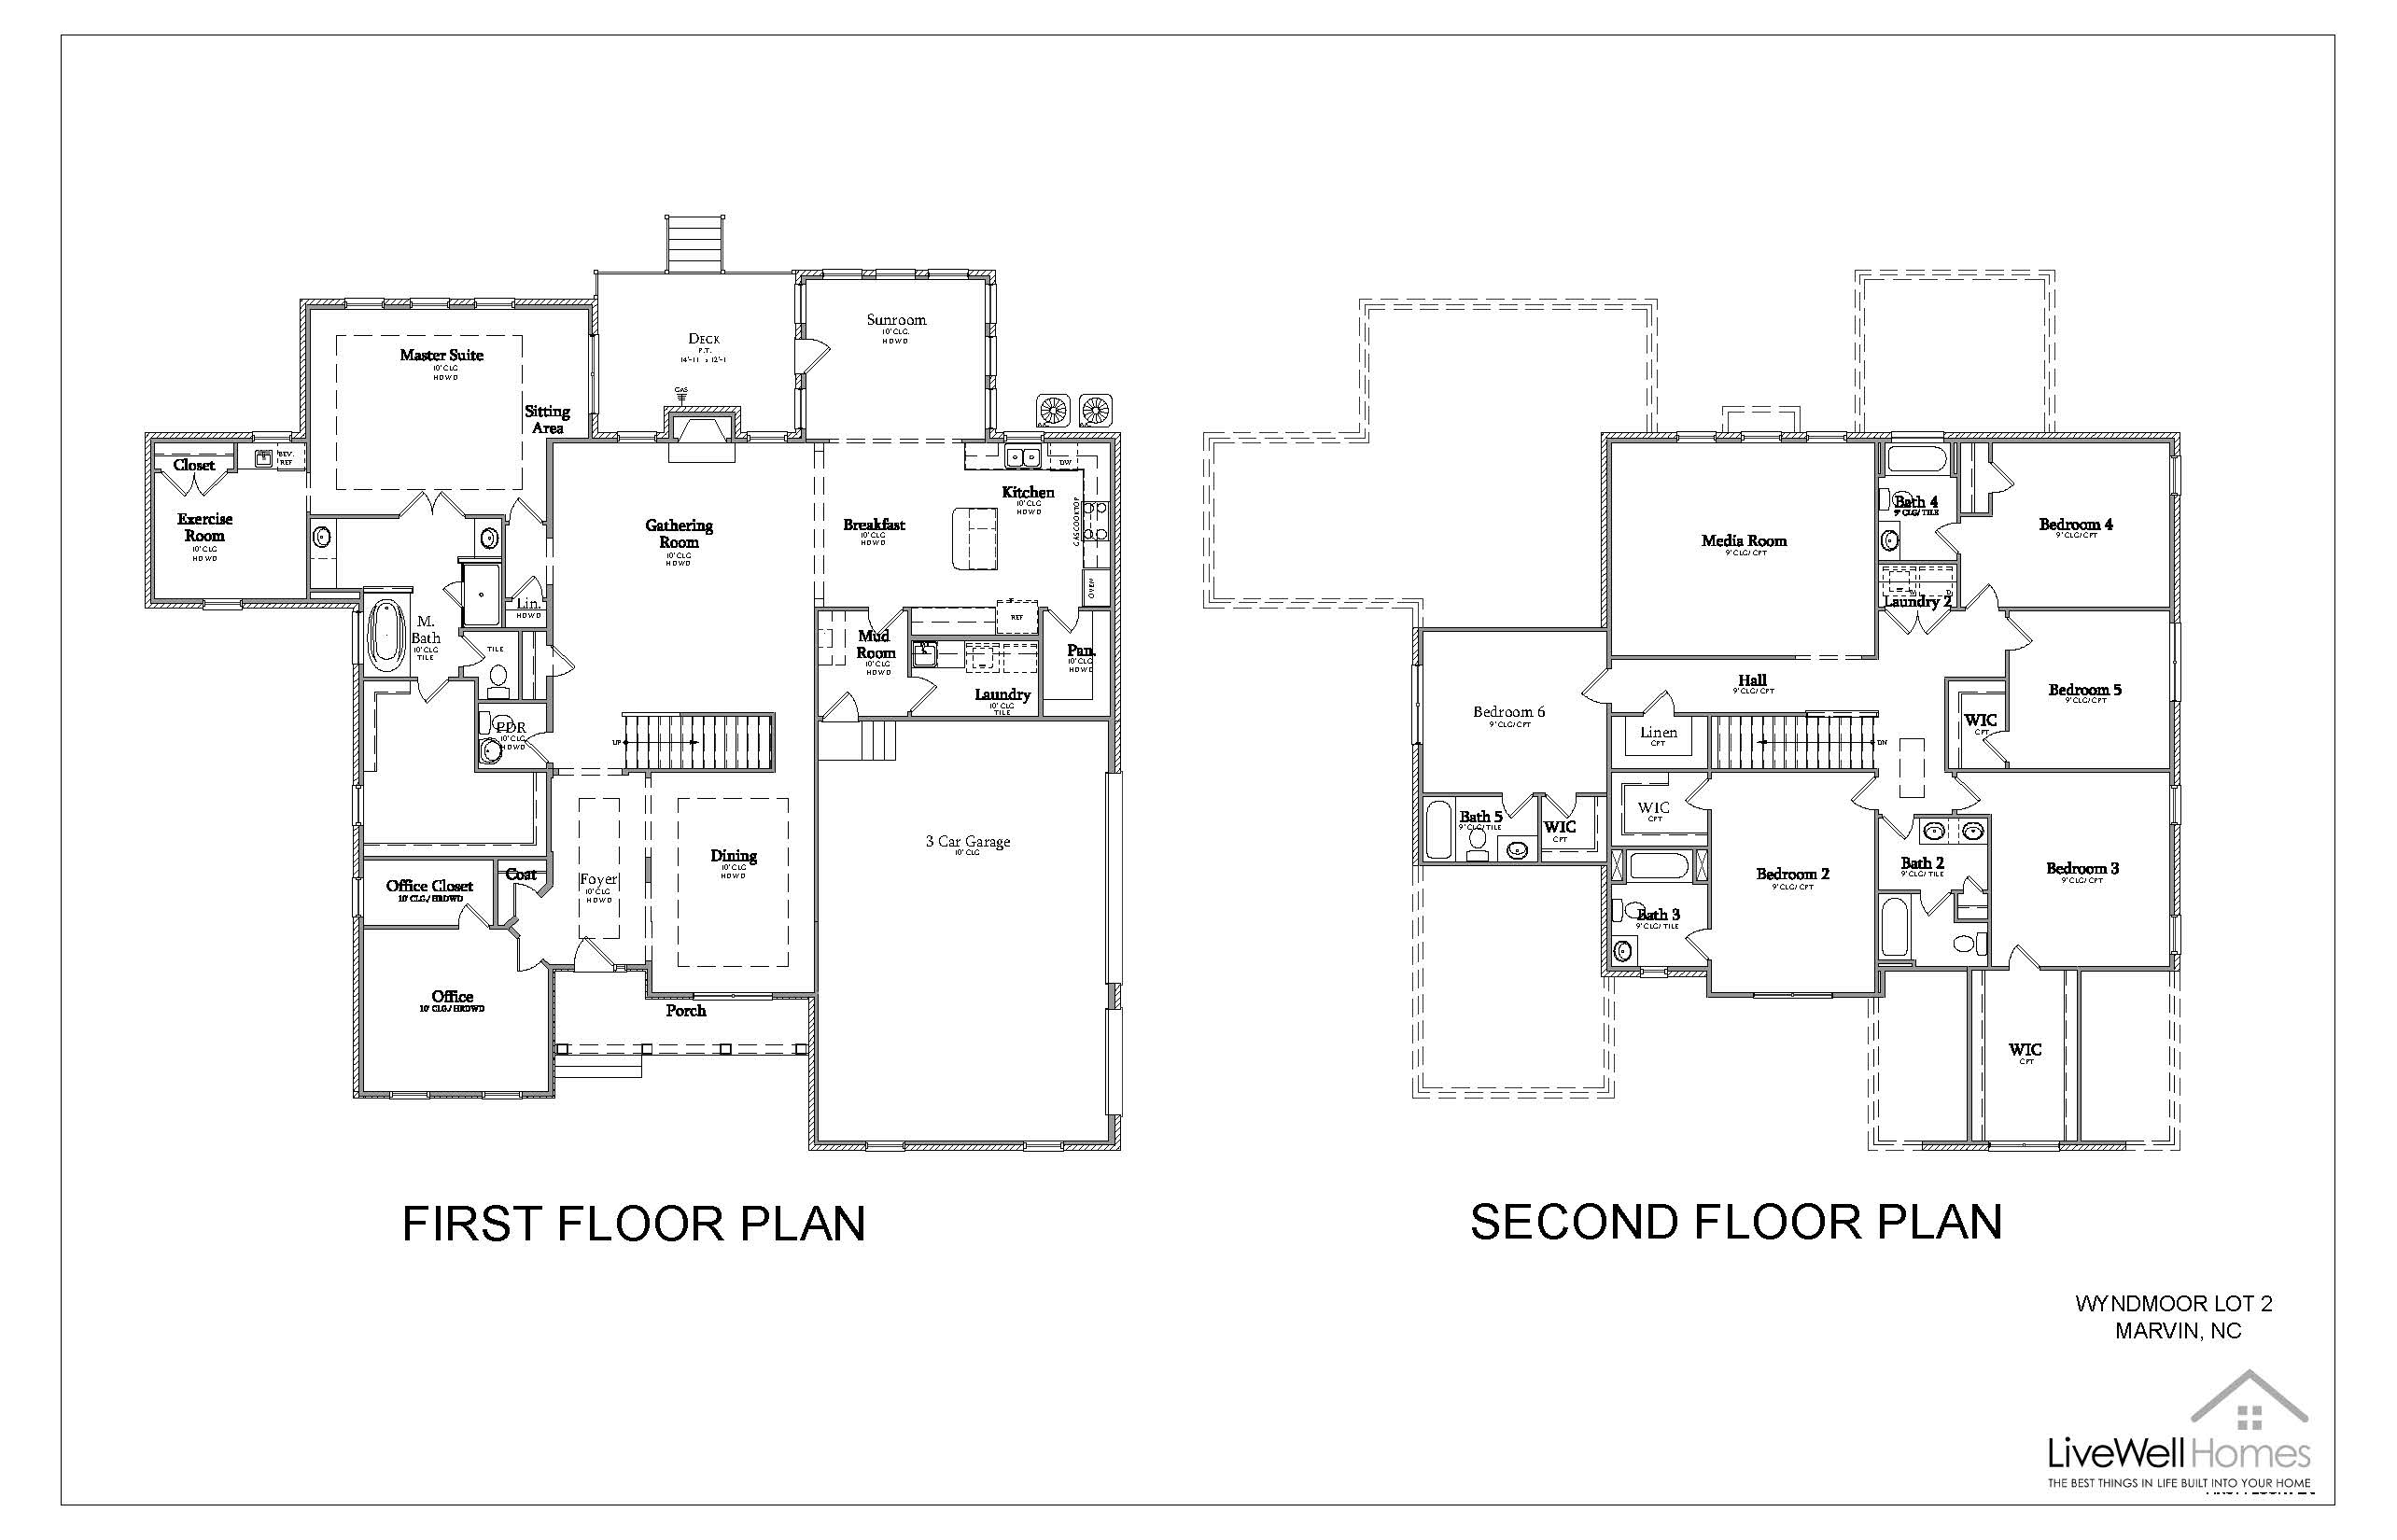 Sunroom
10' CLG.
HDWD
DECK
P.T.
14'-11 x 12'-1
GAS
Master Suite
10' CLG
HDWD
Sitting
Area
BEV.
REF
Closet
Exercise
Room
10' CLG
HDWD
Gathering
Room
10' CLG
HDWD
Breakfast
10' CLG
HDWD
Kitchen
10' CLG
HDWD
DW
GAS COOKTOP
OVEN
REF
Lin.
HDWD
M.
Bath
10' CLG
TILE
TILE
Mud
Room
10' CLG
HDWD
Laundry
10' CLG
TILE
Pan.
10' CLG
HDWD
PDR
10' CLG
HDWD
UP
3 Car Garage
10' CLG
Dining
10' CLG
HDWD
Foyer
10' CLG
HDWD
Coat
Office Closet
10' CLG/ HRDWD
Office
10' CLG/ HRDWD
Porch
FIRST FLOOR PLAN
Media Room
9' CLG/ CPT
Bath 4
9' CLG/ TILE
Bedroom 4
9' CLG/ CPT
Laundry 2
Hall
9' CLG/ CPT
Bedroom 5
9' CLG/ CPT
WIC
CPT
Bedroom 6
9' CLG/ CPT
Linen
CPT
DN
WIC
CPT
Bath 5
9' CLG/ TILE
WIC
CPT
Bedroom 2
9' CLG/ CPT
Bath 2
9' CLG/ TILE
Bedroom 3
9' CLG/ CPT
Bath 3
9' CLG/ TILE
WIC
CPT
SECOND FLOOR PLAN
WYNDMOOR LOT 2
MARVIN, NC
LiveWell Homes
THE BEST THINGS IN LIFE BUILT INTO YOUR HOME